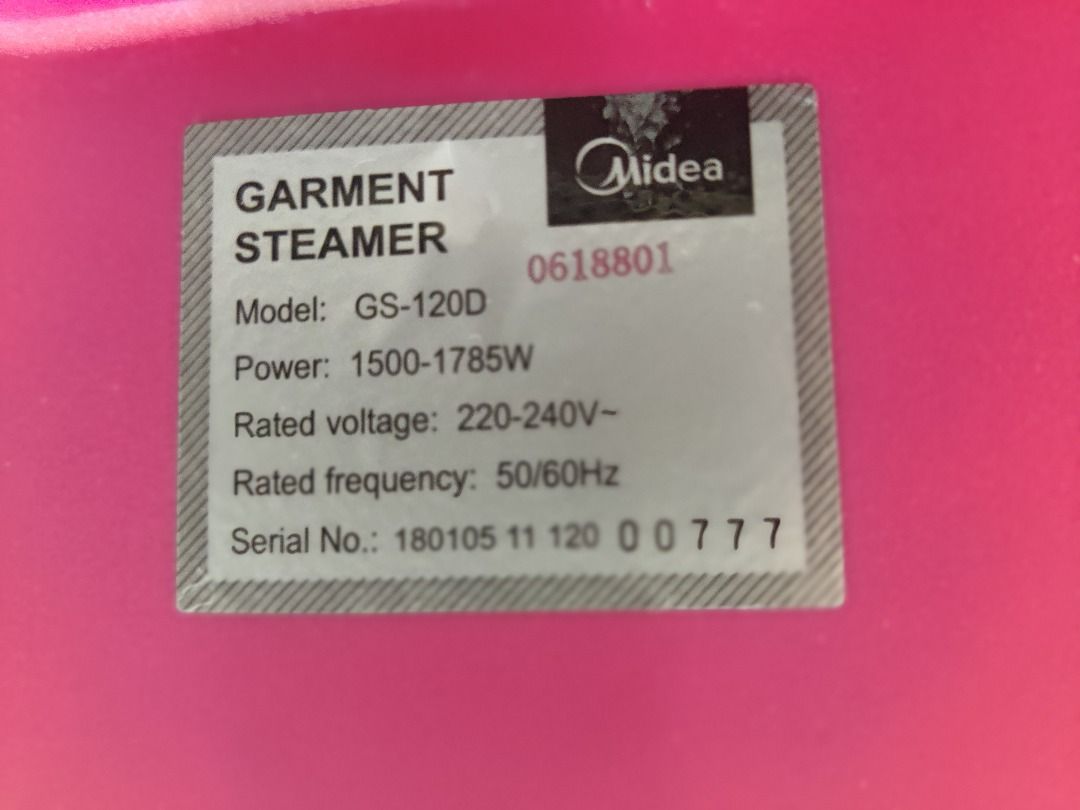 Midea
GARMENT
STEAMER
0618801
Model: GS-120D
Power: 1500-1785W
Rated voltage: 220-240V~
Rated frequency: 50/60Hz
Serial No.: 180105 11 120 00777